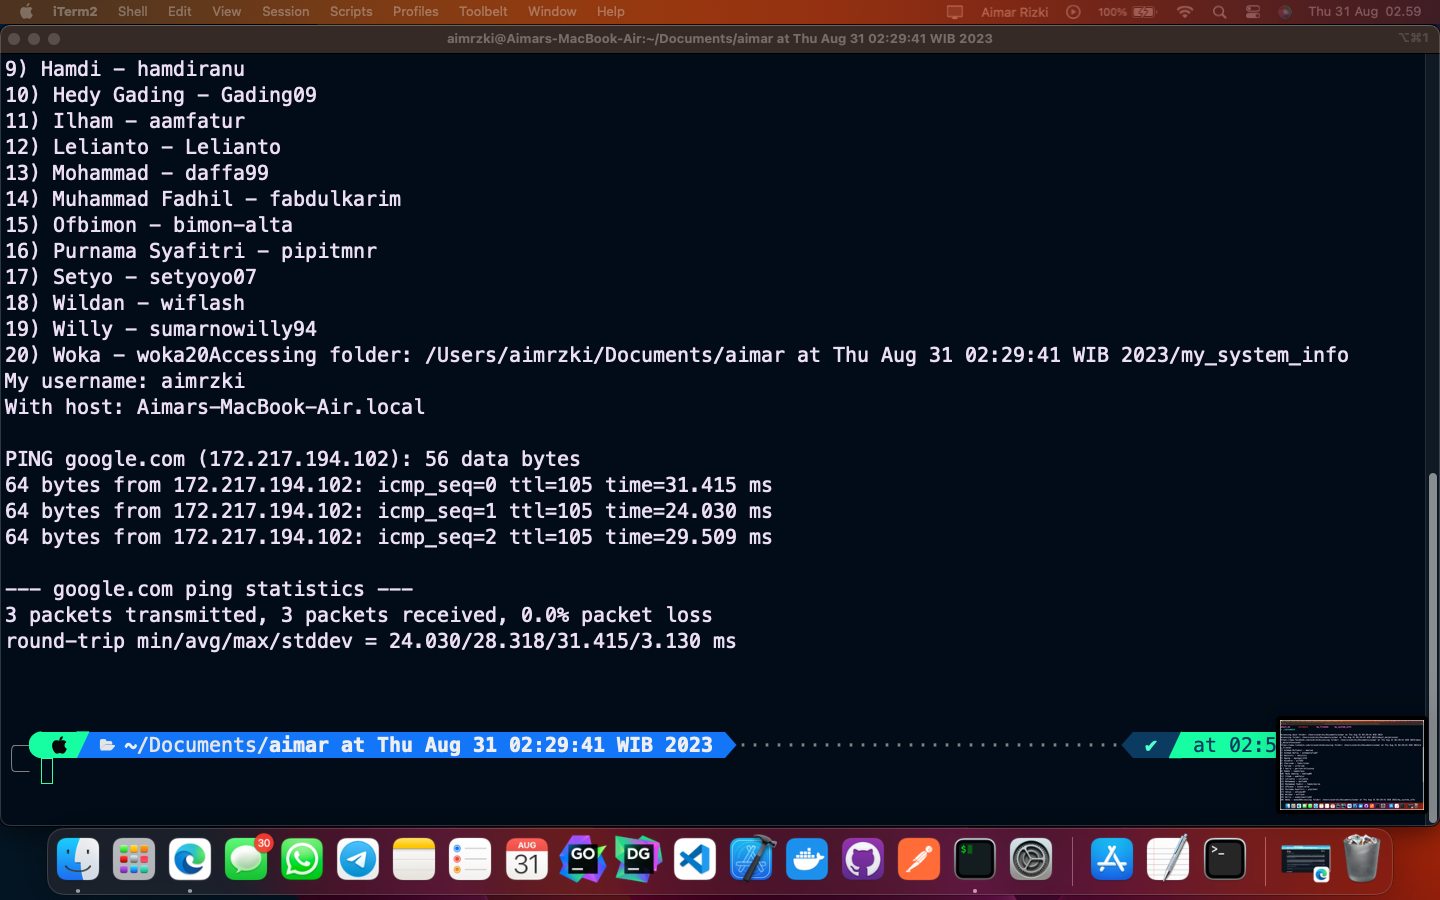 iTerm2 Shell Edit View Session Scripts Profiles Toolbelt Window Help Aimar Rizki 100% Thu 31 Aug 02.59
aimrzki@Aimars-MacBook-Air:~/Documents/aimar at Thu Aug 31 02:29:41 WIB 2023 ⌥⌘1
9) Hamdi - hamdiranu
10) Hedy Gading - Gading09
11) Ilham - aamfatur
12) Lelianto - Lelianto
13) Mohammad - daffa99
14) Muhammad Fadhil - fabdulkarim
15) Ofbimon - bimon-alta
16) Purnama Syafitri - pipitmnr
17) Setyo - setyoyo07
18) Wildan - wiflash
19) Willy - sumarnowilly94
20) Woka - woka20Accessing folder: /Users/aimrzki/Documents/aimar at Thu Aug 31 02:29:41 WIB 2023/my_system_info
My username: aimrzki
With host: Aimars-MacBook-Air.local
PING google.com (172.217.194.102): 56 data bytes
64 bytes from 172.217.194.102: icmp_seq=0 ttl=105 time=31.415 ms
64 bytes from 172.217.194.102: icmp_seq=1 ttl=105 time=24.030 ms
64 bytes from 172.217.194.102: icmp_seq=2 ttl=105 time=29.509 ms
--- google.com ping statistics ---
3 packets transmitted, 3 packets received, 0.0% packet loss
round-trip min/avg/max/stddev = 24.030/28.318/31.415/3.130 ms
~/Documents/aimar at Thu Aug 31 02:29:41 WIB 2023 ✔ at 02:5
30
AUG
31
GO
DG
$
>_